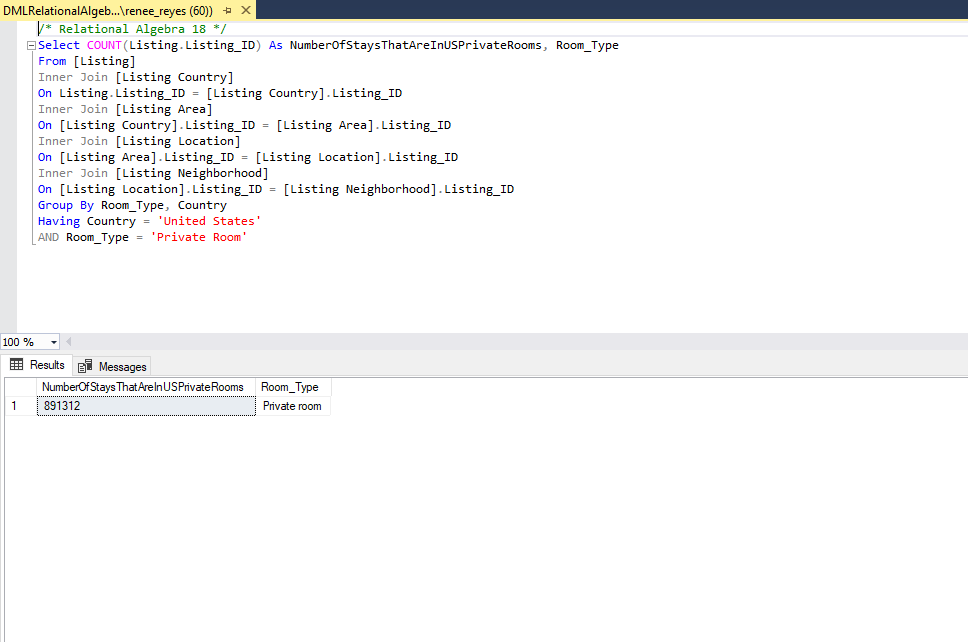 DMLRelationalAlgeb...\renee_reyes (60))
/* Relational Algebra 18 */
Select COUNT(Listing.Listing_ID) As NumberOfStaysThatAreInUSPrivateRooms, Room_Type
From [Listing]
Inner Join [Listing Country]
On Listing.Listing_ID = [Listing Country].Listing_ID
Inner Join [Listing Area]
On [Listing Country].Listing_ID = [Listing Area].Listing_ID
Inner Join [Listing Location]
On [Listing Area].Listing_ID = [Listing Location].Listing_ID
Inner Join [Listing Neighborhood]
On [Listing Location].Listing_ID = [Listing Neighborhood].Listing_ID
Group By Room_Type, Country
Having Country = 'United States'
AND Room_Type = 'Private Room'
100 %
Results Messages
NumberOfStaysThatAreInUSPrivateRooms Room_Type
1 891312 Private room